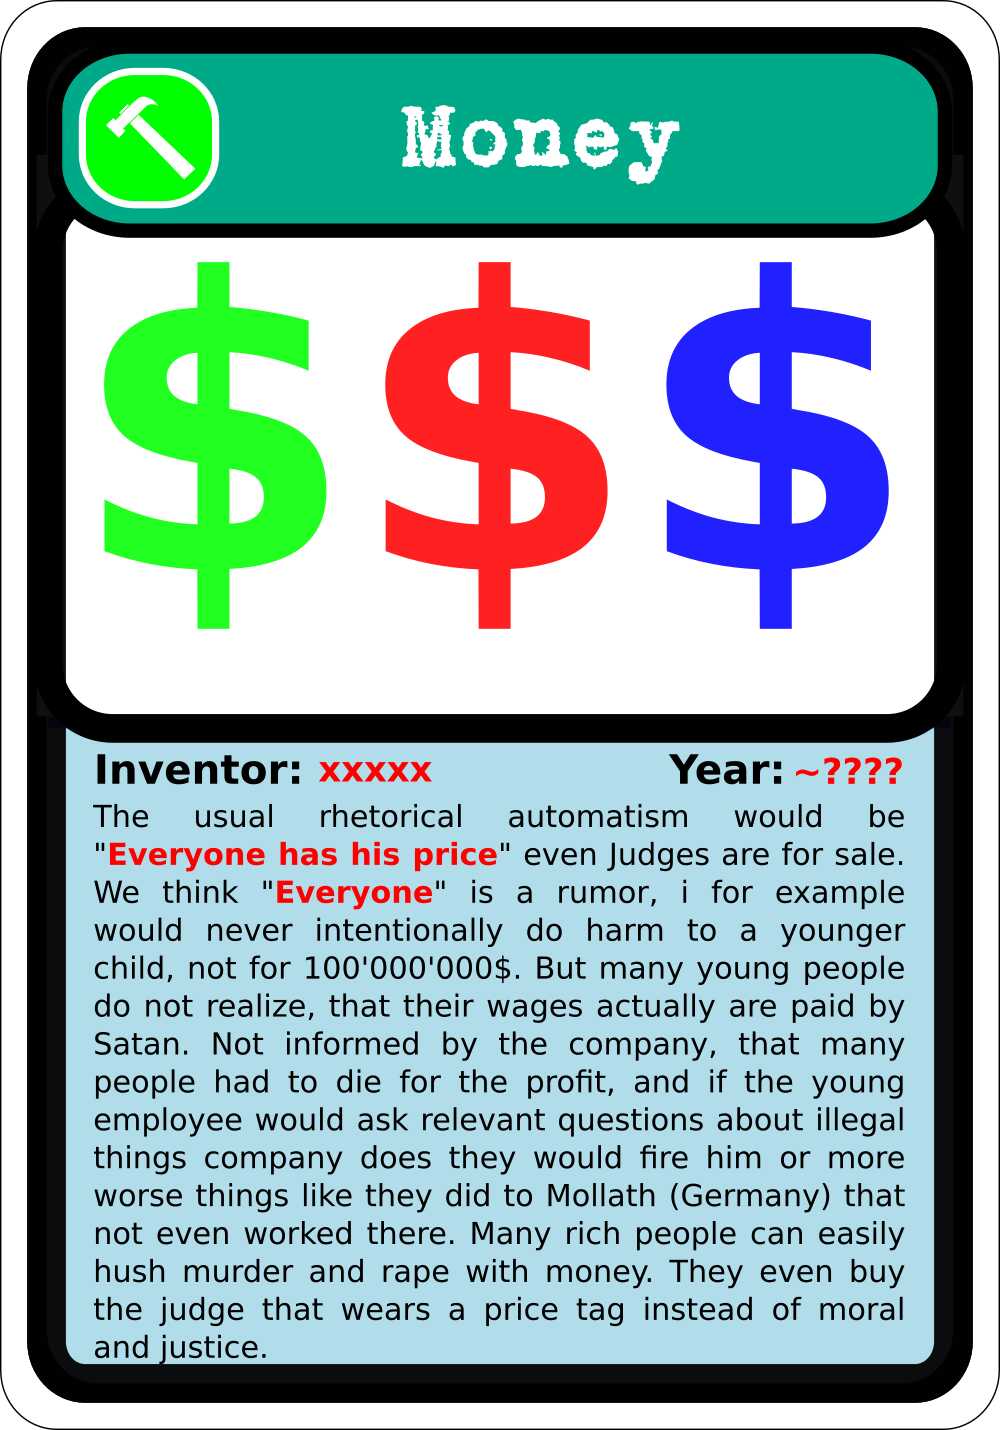 Money
$ $ $
Inventor: xxxxx Year: ~????
The usual rhetorical automatism would be
"Everyone has his price" even Judges are for sale.
We think "Everyone" is a rumor, i for example
would never intentionally do harm to a younger
child, not for 100'000'000$. But many young people
do not realize, that their wages actually are paid by
Satan. Not informed by the company, that many
people had to die for the profit, and if the young
employee would ask relevant questions about illegal
things company does they would fire him or more
worse things like they did to Mollath (Germany) that
not even worked there. Many rich people can easily
hush murder and rape with money. They even buy
the judge that wears a price tag instead of moral
and justice.